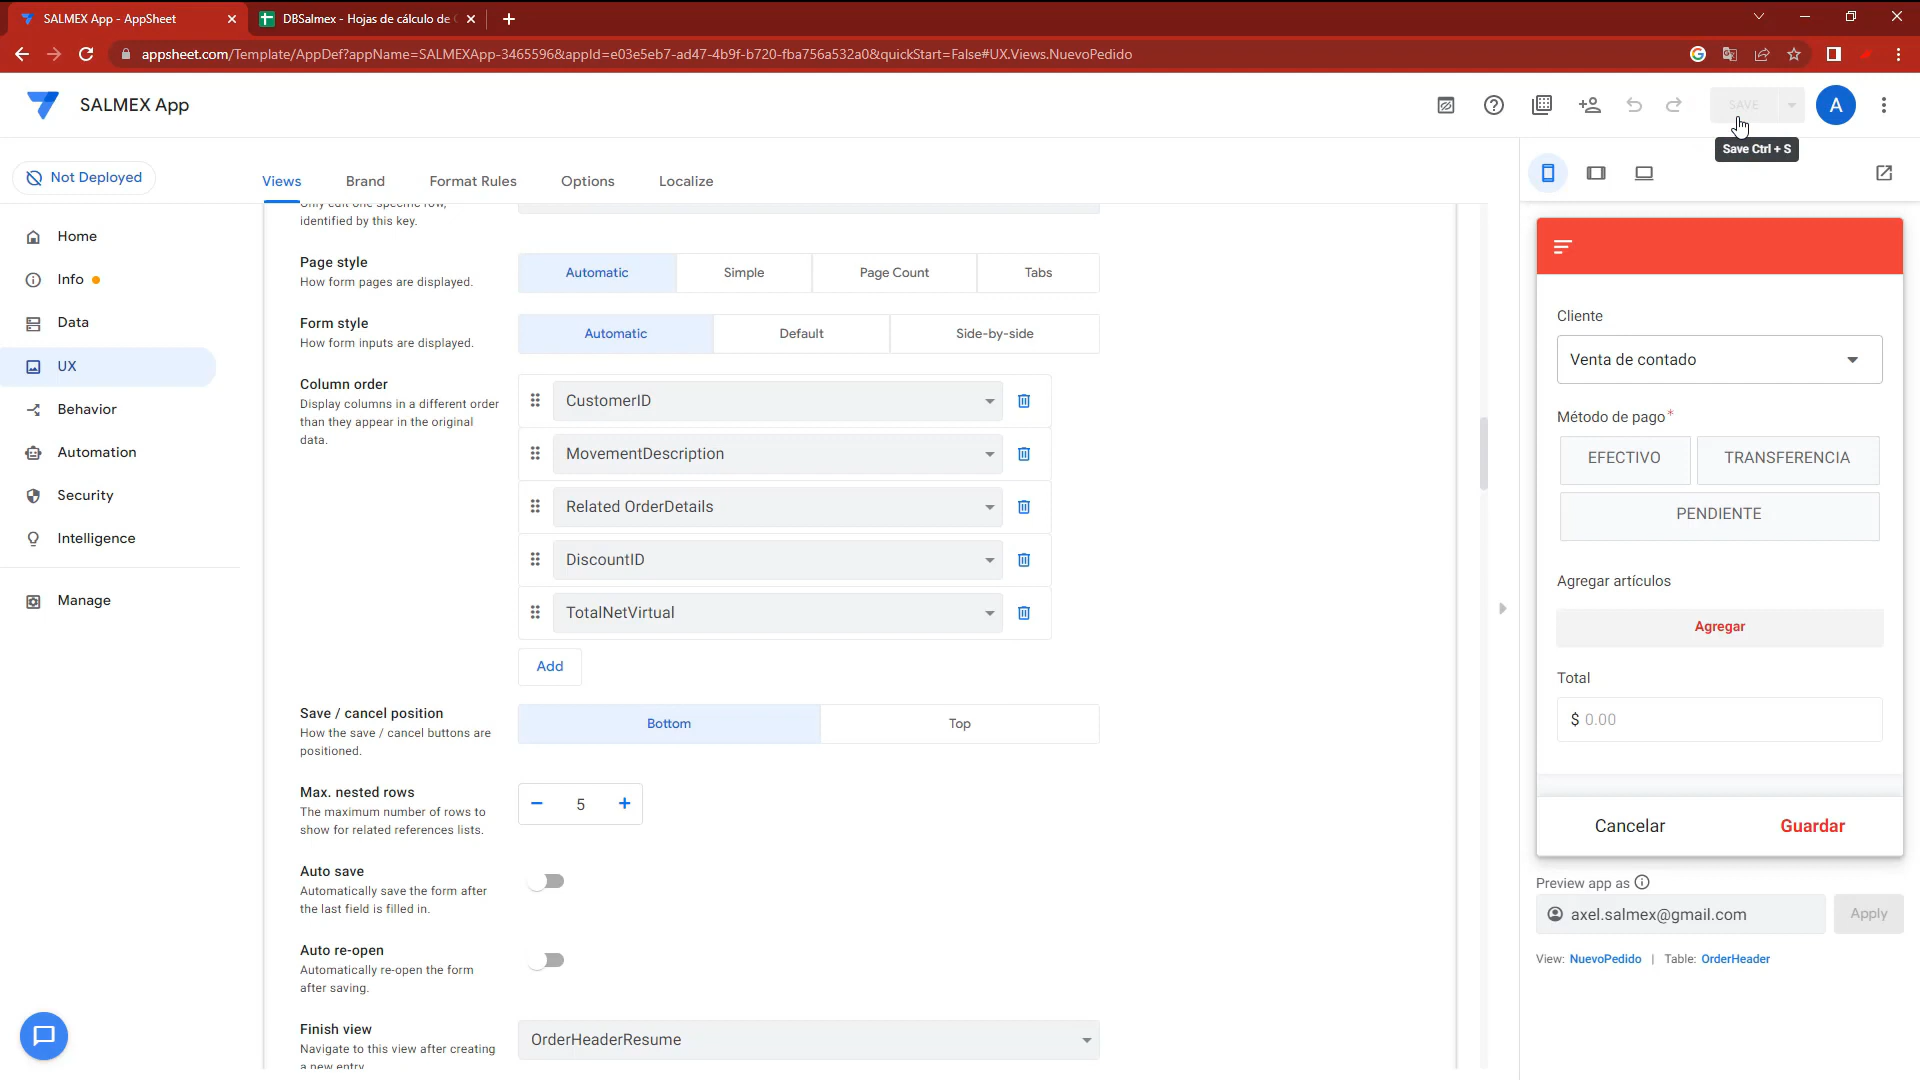 SALMEX App - AppSheet
DBSalmex - Hojas de cálculo de
appsheet.com/Template/AppDef?appName=SALMEXApp-3465596&appId=e03e5eb7-ad47-4b9f-b720-fba756a532a0&quickStart=False#UX.Views.NuevoPedido
SALMEX App
SAVE
A
Save Ctrl + S
Not Deployed
Views
Brand
Format Rules
Options
Localize
Home
Info
Data
UX
Behavior
Automation
Security
Intelligence
Manage
Only edit one specific row,
identified by this key.
Page style
How form pages are displayed.
Automatic
Simple
Page Count
Tabs
Form style
How form inputs are displayed.
Automatic
Default
Side-by-side
Column order
Display columns in a different order
than they appear in the original
data.
CustomerID
MovementDescription
Related OrderDetails
DiscountID
TotalNetVirtual
Add
Save / cancel position
How the save / cancel buttons are
positioned.
Bottom
Top
Max. nested rows
The maximum number of rows to
show for related references lists.
5
Auto save
Automatically save the form after
the last field is filled in.
Auto re-open
Automatically re-open the form
after saving.
Finish view
Navigate to this view after creating
a new entry
OrderHeaderResume
Cliente
Venta de contado
Método de pago*
EFECTIVO
TRANSFERENCIA
PENDIENTE
Agregar artículos
Agregar
Total
$ 0.00
Cancelar
Guardar
Preview app as
axel.salmex@gmail.com
Apply
View: NuevoPedido | Table: OrderHeader